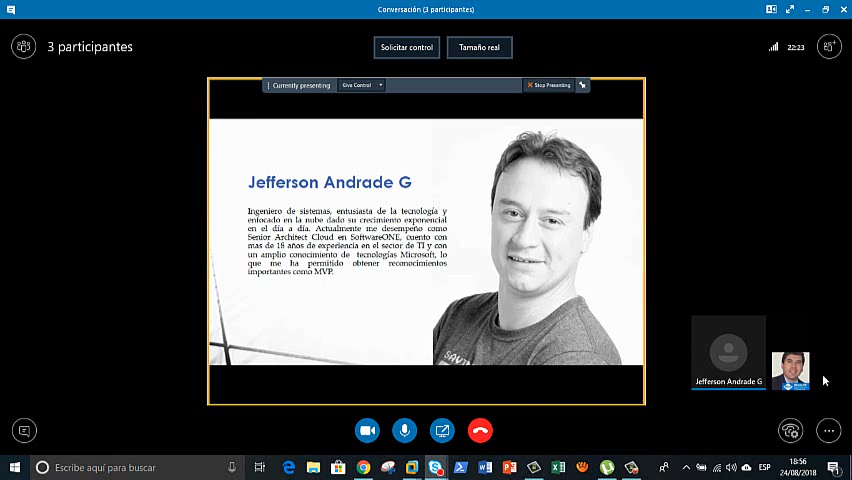 Conversación (3 participantes)
3 participantes
Solicitar control
Tamaño real
22:23
Currently presenting
Give Control
Stop Presenting
Jefferson Andrade G
Ingeniero de sistemas, entusiasta de la tecnología y
enfocado en la nube dado su crecimiento exponencial
en el día a día. Actualmente me desempeño como
Senior Architect Cloud en SoftwareONE, cuento con
mas de 18 años de experiencia en el sector de TI y con
un amplio conocimiento de tecnologías Microsoft, lo
que me ha permitido obtener reconocimientos
importantes como MVP.
Jefferson Andrade G
Escribe aquí para buscar
ESP
18:56
24/08/2018